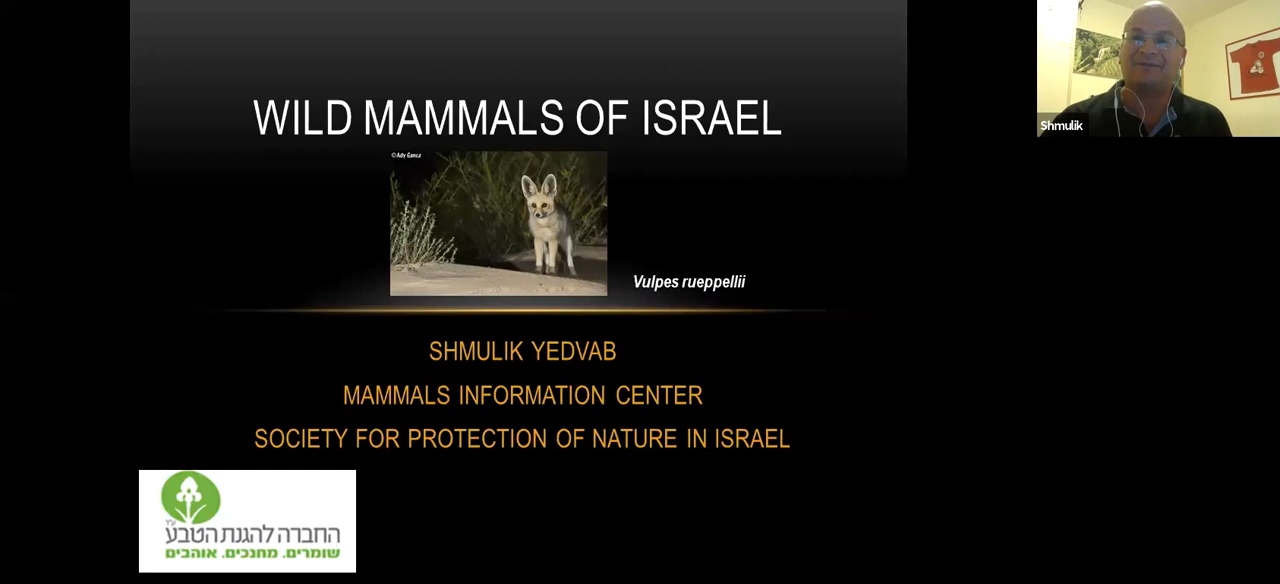 WILD MAMMALS OF ISRAEL
©Ady Gancz
Vulpes rueppellii
SHMULIK YEDVAB
MAMMALS INFORMATION CENTER
SOCIETY FOR PROTECTION OF NATURE IN ISRAEL
החברה להגנת הטבע
שומרים. מחנכים. אוהבים
Shmulik